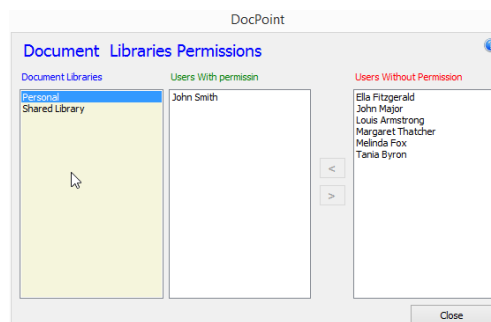 DocPoint
Document Libraries Permissions
Document Libraries
Users With permissin
Users Without Permission
Personal
Shared Library
John Smith
Ella Fitzgerald
John Major
Louis Armstrong
Margaret Thatcher
Melinda Fox
Tania Byron
<
>
Close